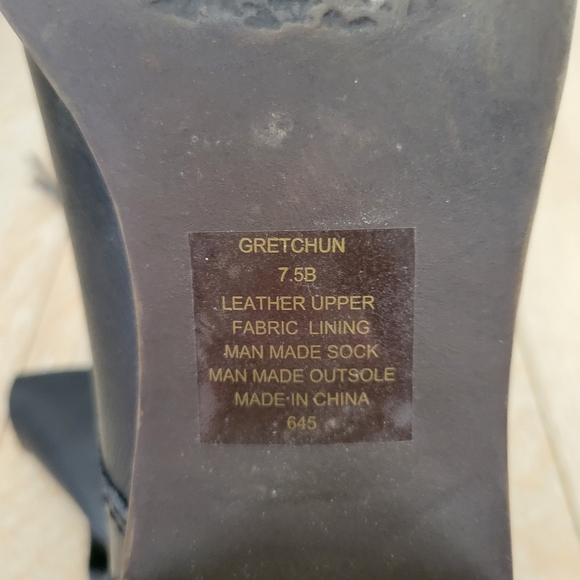 GRETCHUN
7.5B
LEATHER UPPER
FABRIC LINING
MAN MADE SOCK
MAN MADE OUTSOLE
MADE IN CHINA
645